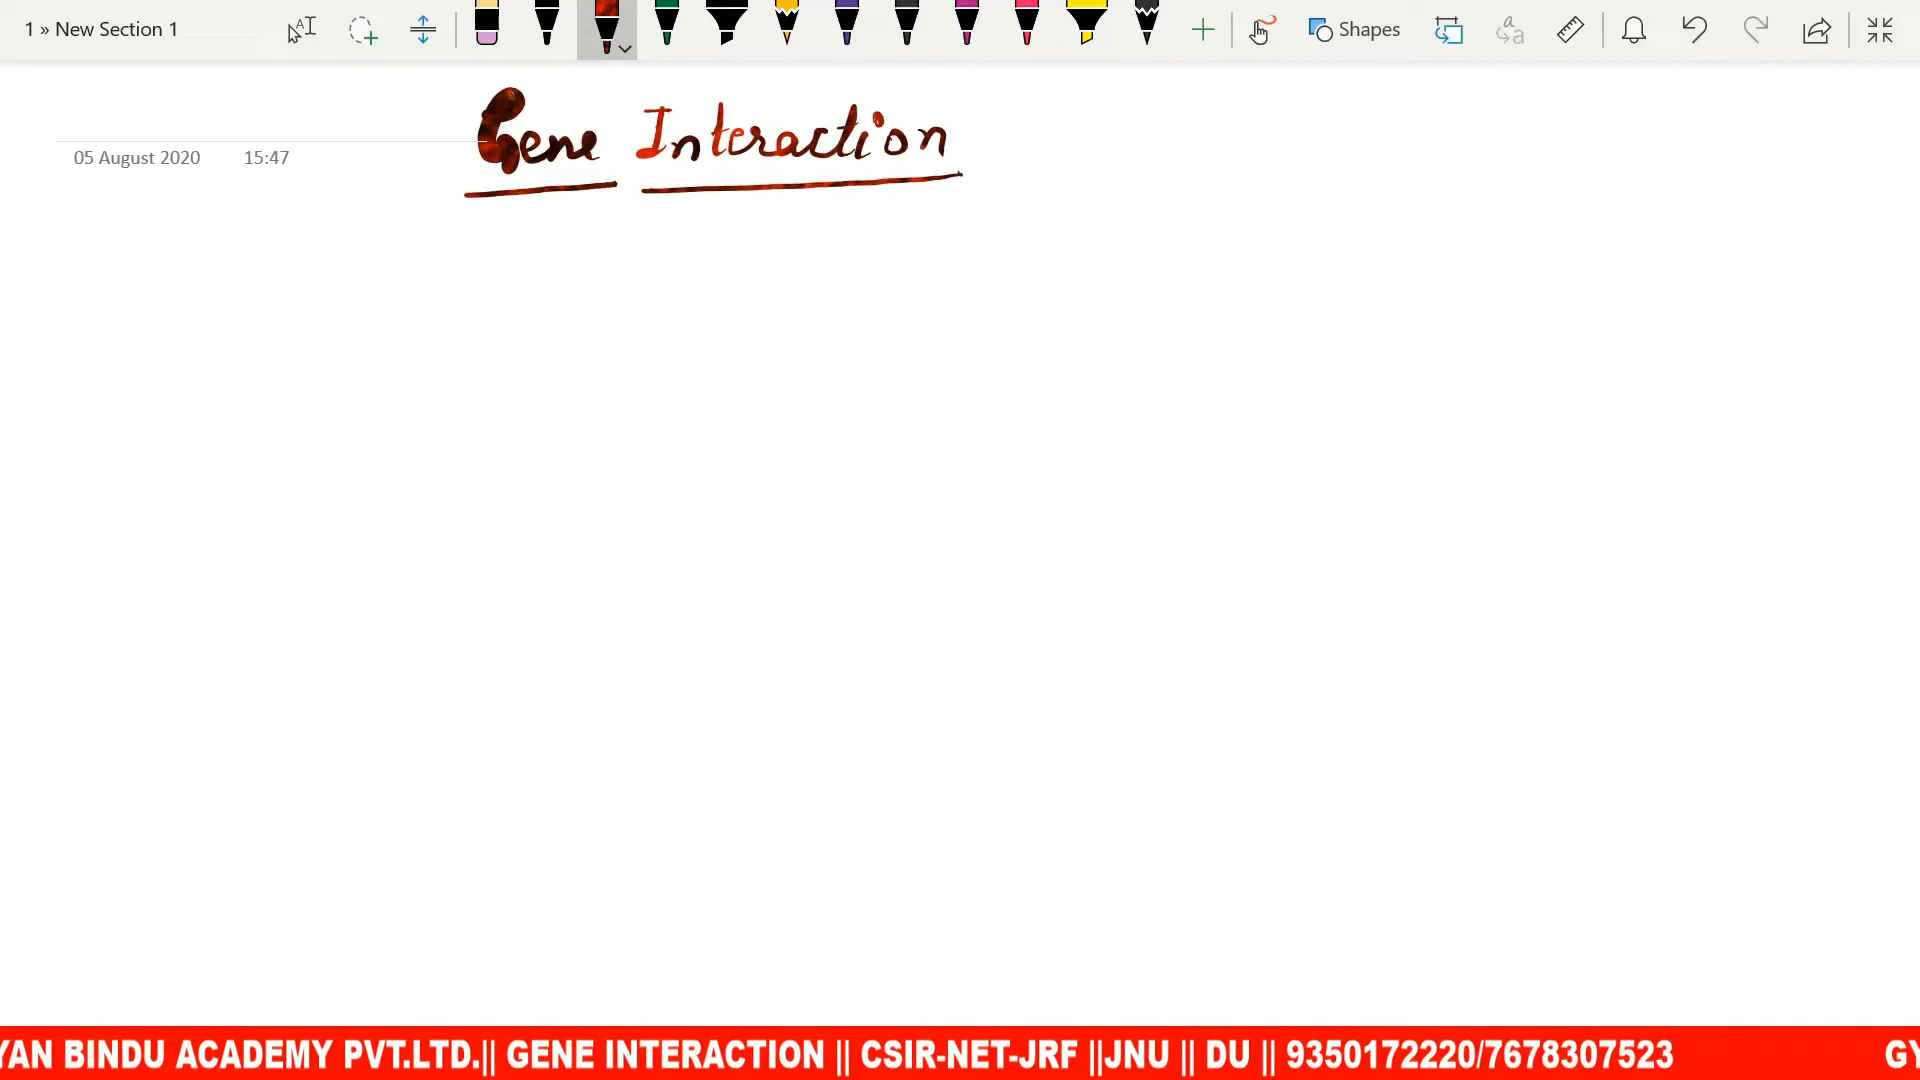 1 » New Section 1
Shapes
Gene Interaction
05 August 2020 15:47
YAN BINDU ACADEMY PVT.LTD.|| GENE INTERACTION || CSIR-NET-JRF ||JNU || DU || 9350172220/7678307523 GY